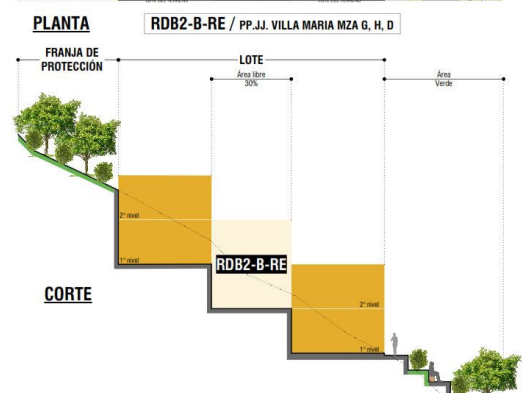 PLANTA
RDB2-B-RE / PP.JJ. VILLA MARIA MZA G, H, D
FRANJA DE
PROTECCIÓN
LOTE
Área libre
30%
Área
Verde
2° nivel
1° nivel
RDB2-B-RE
CORTE
2° nivel
1° nivel